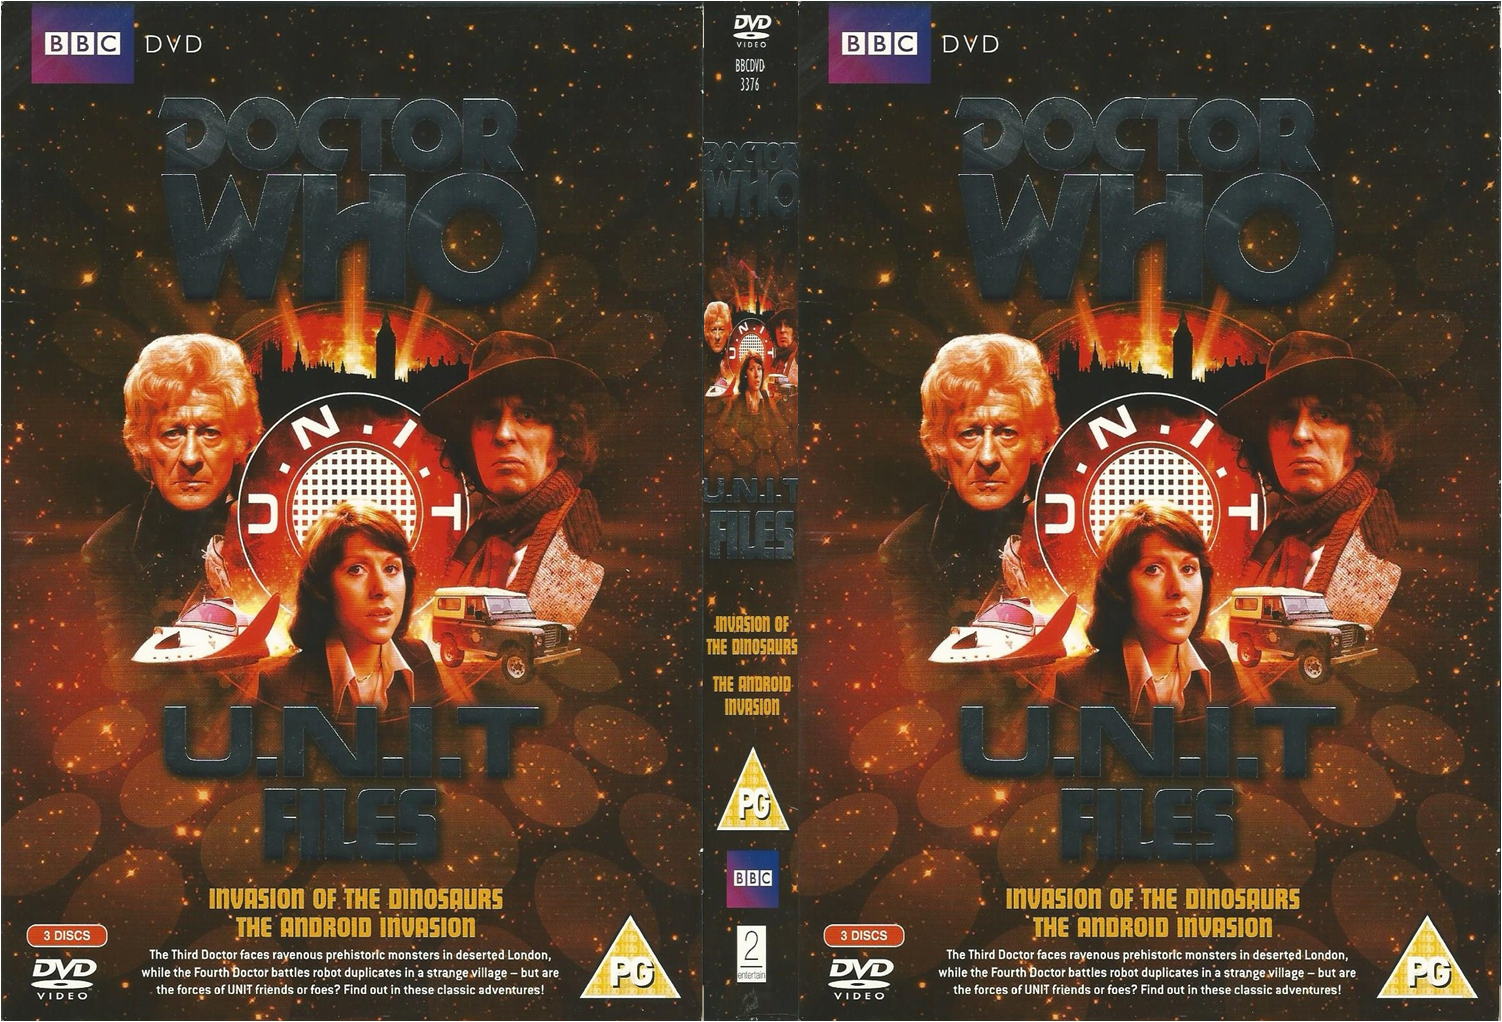 BBC DVD
DOCTOR
WHO
U.N.I.T
U.N.I.T
FILES
INVASION OF THE DINOSAURS
THE ANDROID INVASION
3 DISCS
The Third Doctor faces ravenous prehistoric monsters in deserted London,
while the Fourth Doctor battles robot duplicates in a strange village – but are
the forces of UNIT friends or foes? Find out in these classic adventures!
DVD
VIDEO
PG
DVD
VIDEO
BBCDVD
3376
DOCTOR
WHO
U.N.I.T
U.N.I.T
FILES
INVASION OF
THE DINOSAURS
THE ANDROID
INVASION
PG
BBC
2
entertain
BBC DVD
DOCTOR
WHO
U.N.I.T
U.N.I.T
FILES
INVASION OF THE DINOSAURS
THE ANDROID INVASION
3 DISCS
The Third Doctor faces ravenous prehistoric monsters in deserted London,
while the Fourth Doctor battles robot duplicates in a strange village – but are
the forces of UNIT friends or foes? Find out in these classic adventures!
DVD
VIDEO
PG